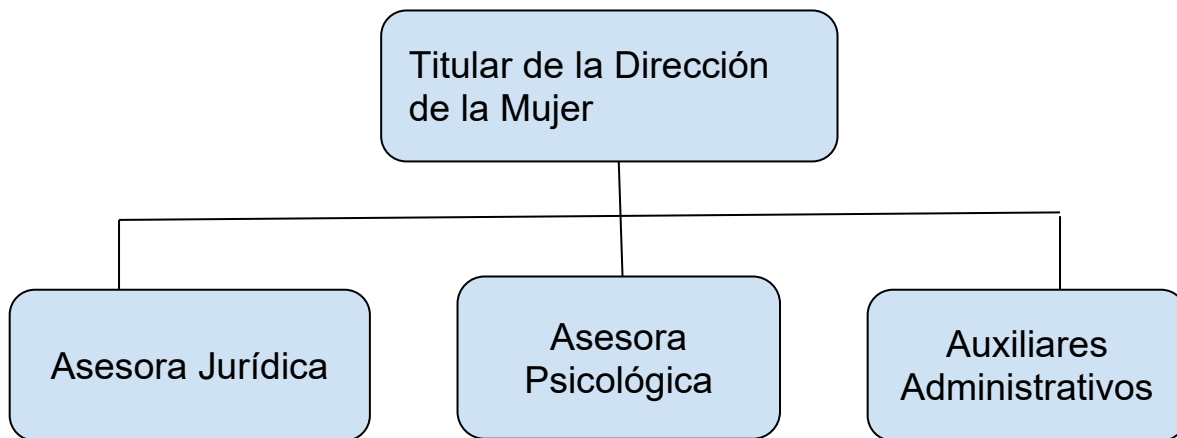 Titular de la Dirección
de la Mujer
Asesora Jurídica
Asesora
Psicológica
Auxiliares
Administrativos